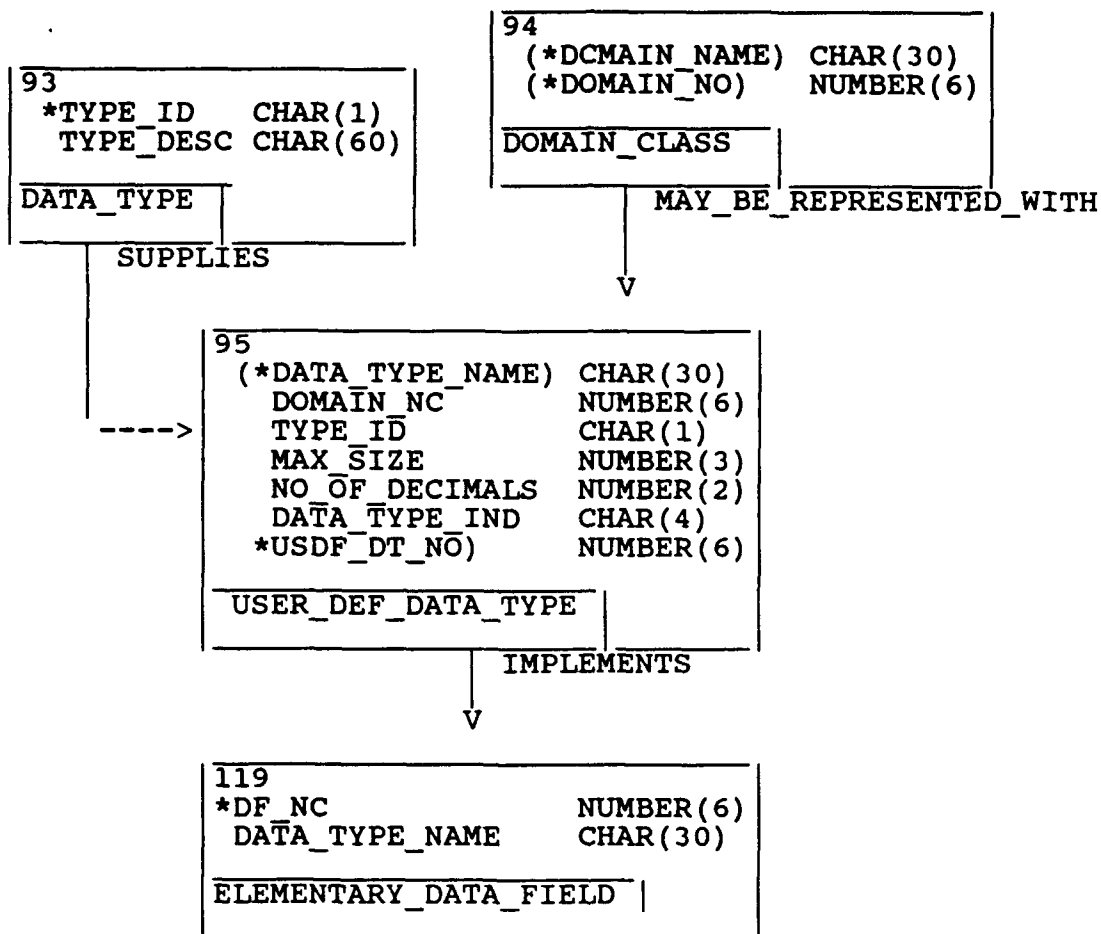 94
(*DCMAIN_NAME) CHAR(30)
(*DOMAIN_NO) NUMBER(6)
DOMAIN_CLASS
MAY_BE_REPRESENTED_WITH
V
93
*TYPE_ID CHAR(1)
TYPE_DESC CHAR(60)
DATA_TYPE
SUPPLIES
---->
95
(*DATA_TYPE_NAME) CHAR(30)
DOMAIN_NC NUMBER(6)
TYPE_ID CHAR(1)
MAX_SIZE NUMBER(3)
NO_OF_DECIMALS NUMBER(2)
DATA_TYPE_IND CHAR(4)
*USDF_DT_NO) NUMBER(6)
USER_DEF_DATA_TYPE
IMPLEMENTS
V
119
*DF_NC NUMBER(6)
DATA_TYPE_NAME CHAR(30)
ELEMENTARY_DATA_FIELD